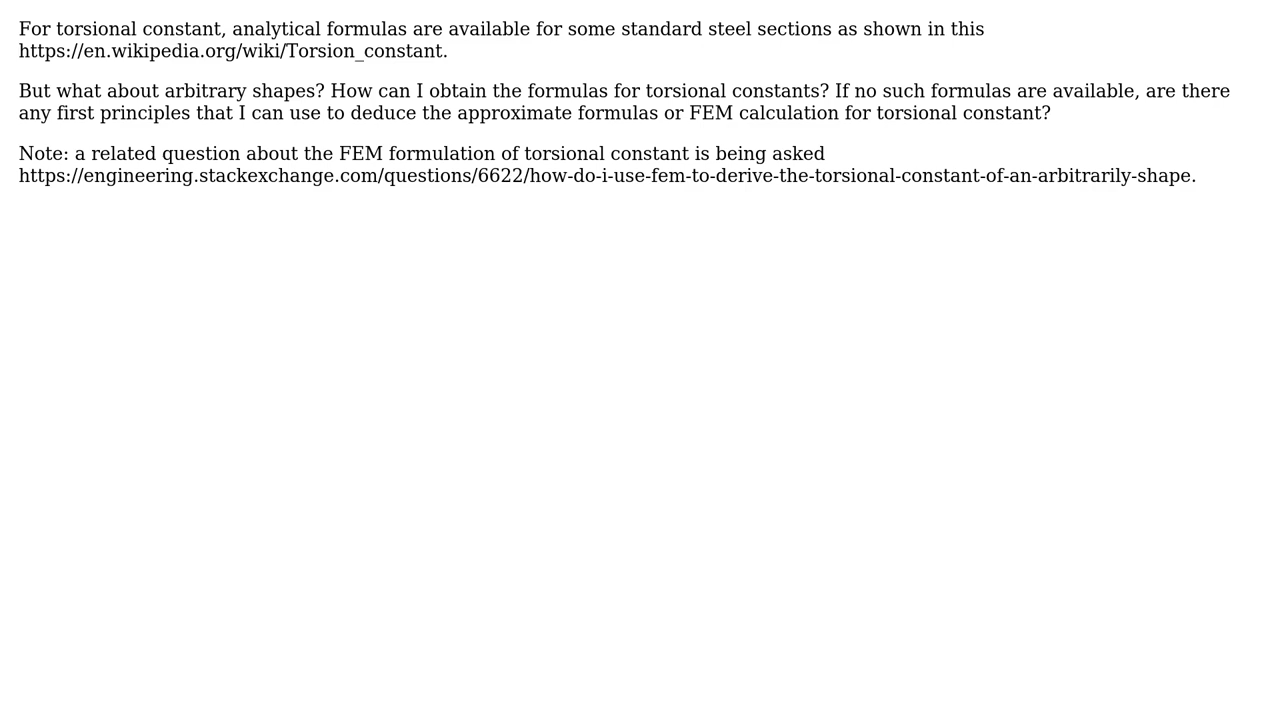 For torsional constant, analytical formulas are available for some standard steel sections as shown in this
https://en.wikipedia.org/wiki/Torsion_constant.
But what about arbitrary shapes? How can I obtain the formulas for torsional constants? If no such formulas are available, are there
any first principles that I can use to deduce the approximate formulas or FEM calculation for torsional constant?
Note: a related question about the FEM formulation of torsional constant is being asked
https://engineering.stackexchange.com/questions/6622/how-do-i-use-fem-to-derive-the-torsional-constant-of-an-arbitrarily-shape.